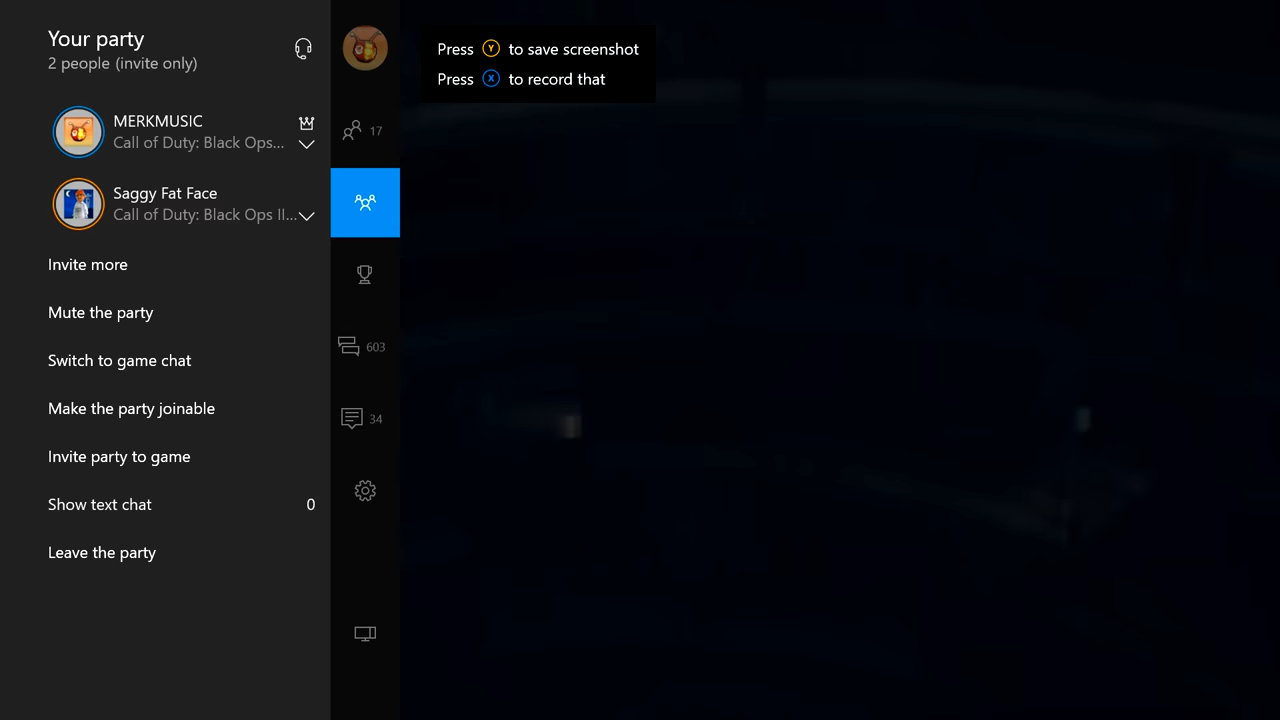 Your party
2 people (invite only)
MERKMUSIC
Call of Duty: Black Ops...
Saggy Fat Face
Call of Duty: Black Ops II...
Invite more
Mute the party
Switch to game chat
Make the party joinable
Invite party to game
Show text chat 0
Leave the party
17
603
34
Press Y to save screenshot
Press X to record that